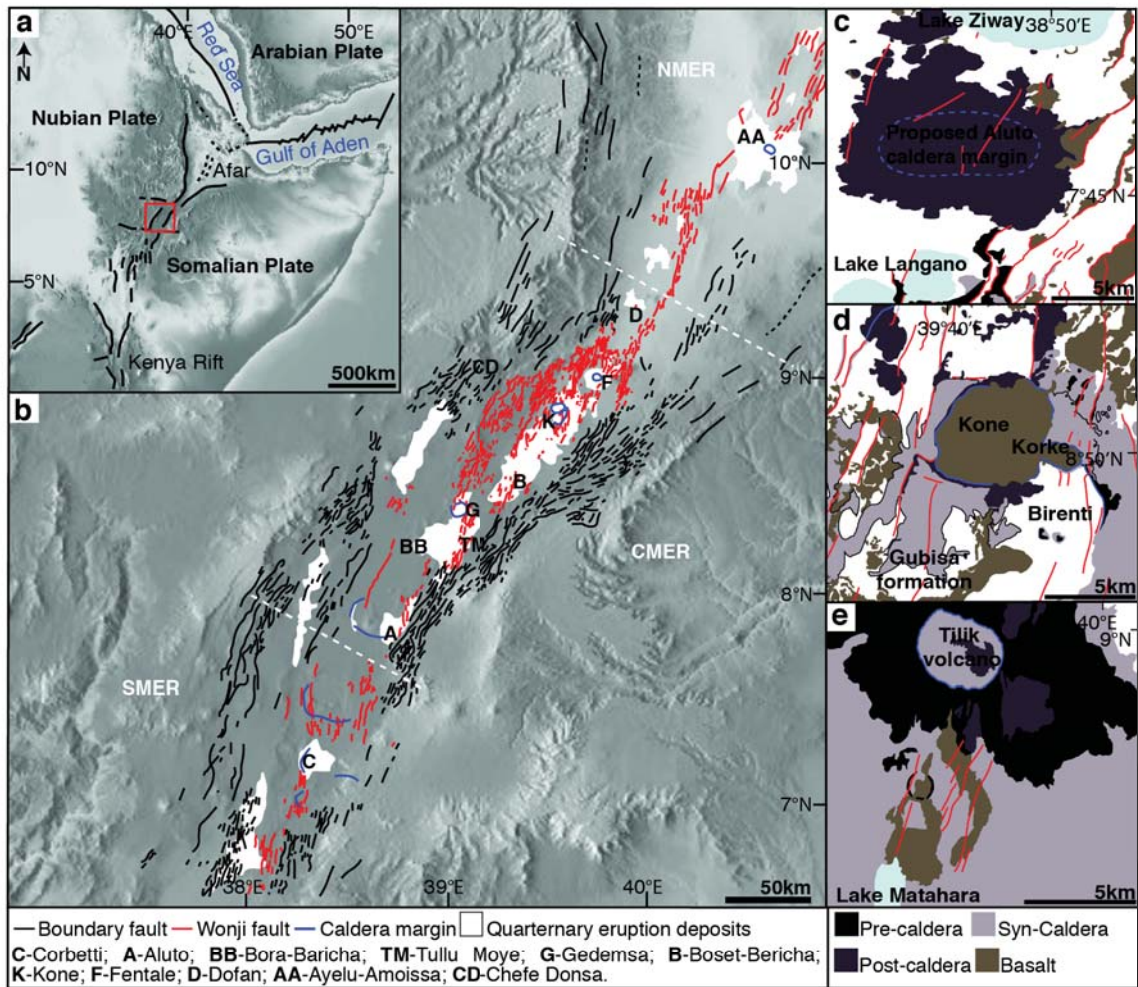 a
40°E
50°
N
Red Sea
Arabian Plate
Nubian Plate
Gulf of Aden
10°N
Afar
Somalian Plate
5°N
Kenya Rift
500km
b
NMER
AA
10°N
D
CD
9°N
F
K
B
G
BB
TM
CMER
8°N
A
SMER
C
7°N
38°E
39°E
40°E
50km
c
Lake Ziway
38°50'E
Proposed Aluto
caldera margin
7°45'N
Lake Langano
5km
d
39°40'E
Kone
Korke
8°50'N
Birenti
Gubisa
formation
5km
e
40°E
9°N
Tilik
volcano
Lake Matahara
5km
Boundary fault Wonji fault Caldera margin Quarternary eruption deposits
C-Corbetti; A-Aluto; BB-Bora-Baricha; TM-Tullu Moye; G-Gedemsa; B-Boset-Bericha;
K-Kone; F-Fentale; D-Dofan; AA-Ayelu-Amoissa; CD-Chefe Donsa.
Pre-caldera Syn-Caldera
Post-caldera Basalt